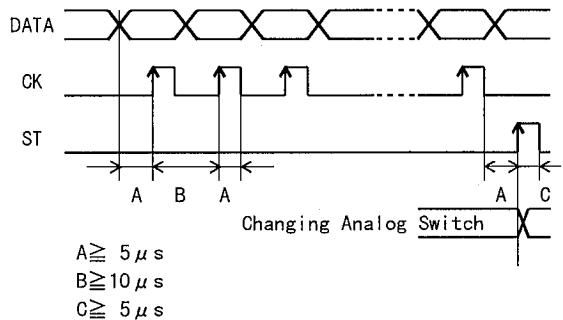 DATA
CK
ST
A B A A C
Changing Analog Switch
A≧ 5μs
B≧10μs
C≧ 5μs